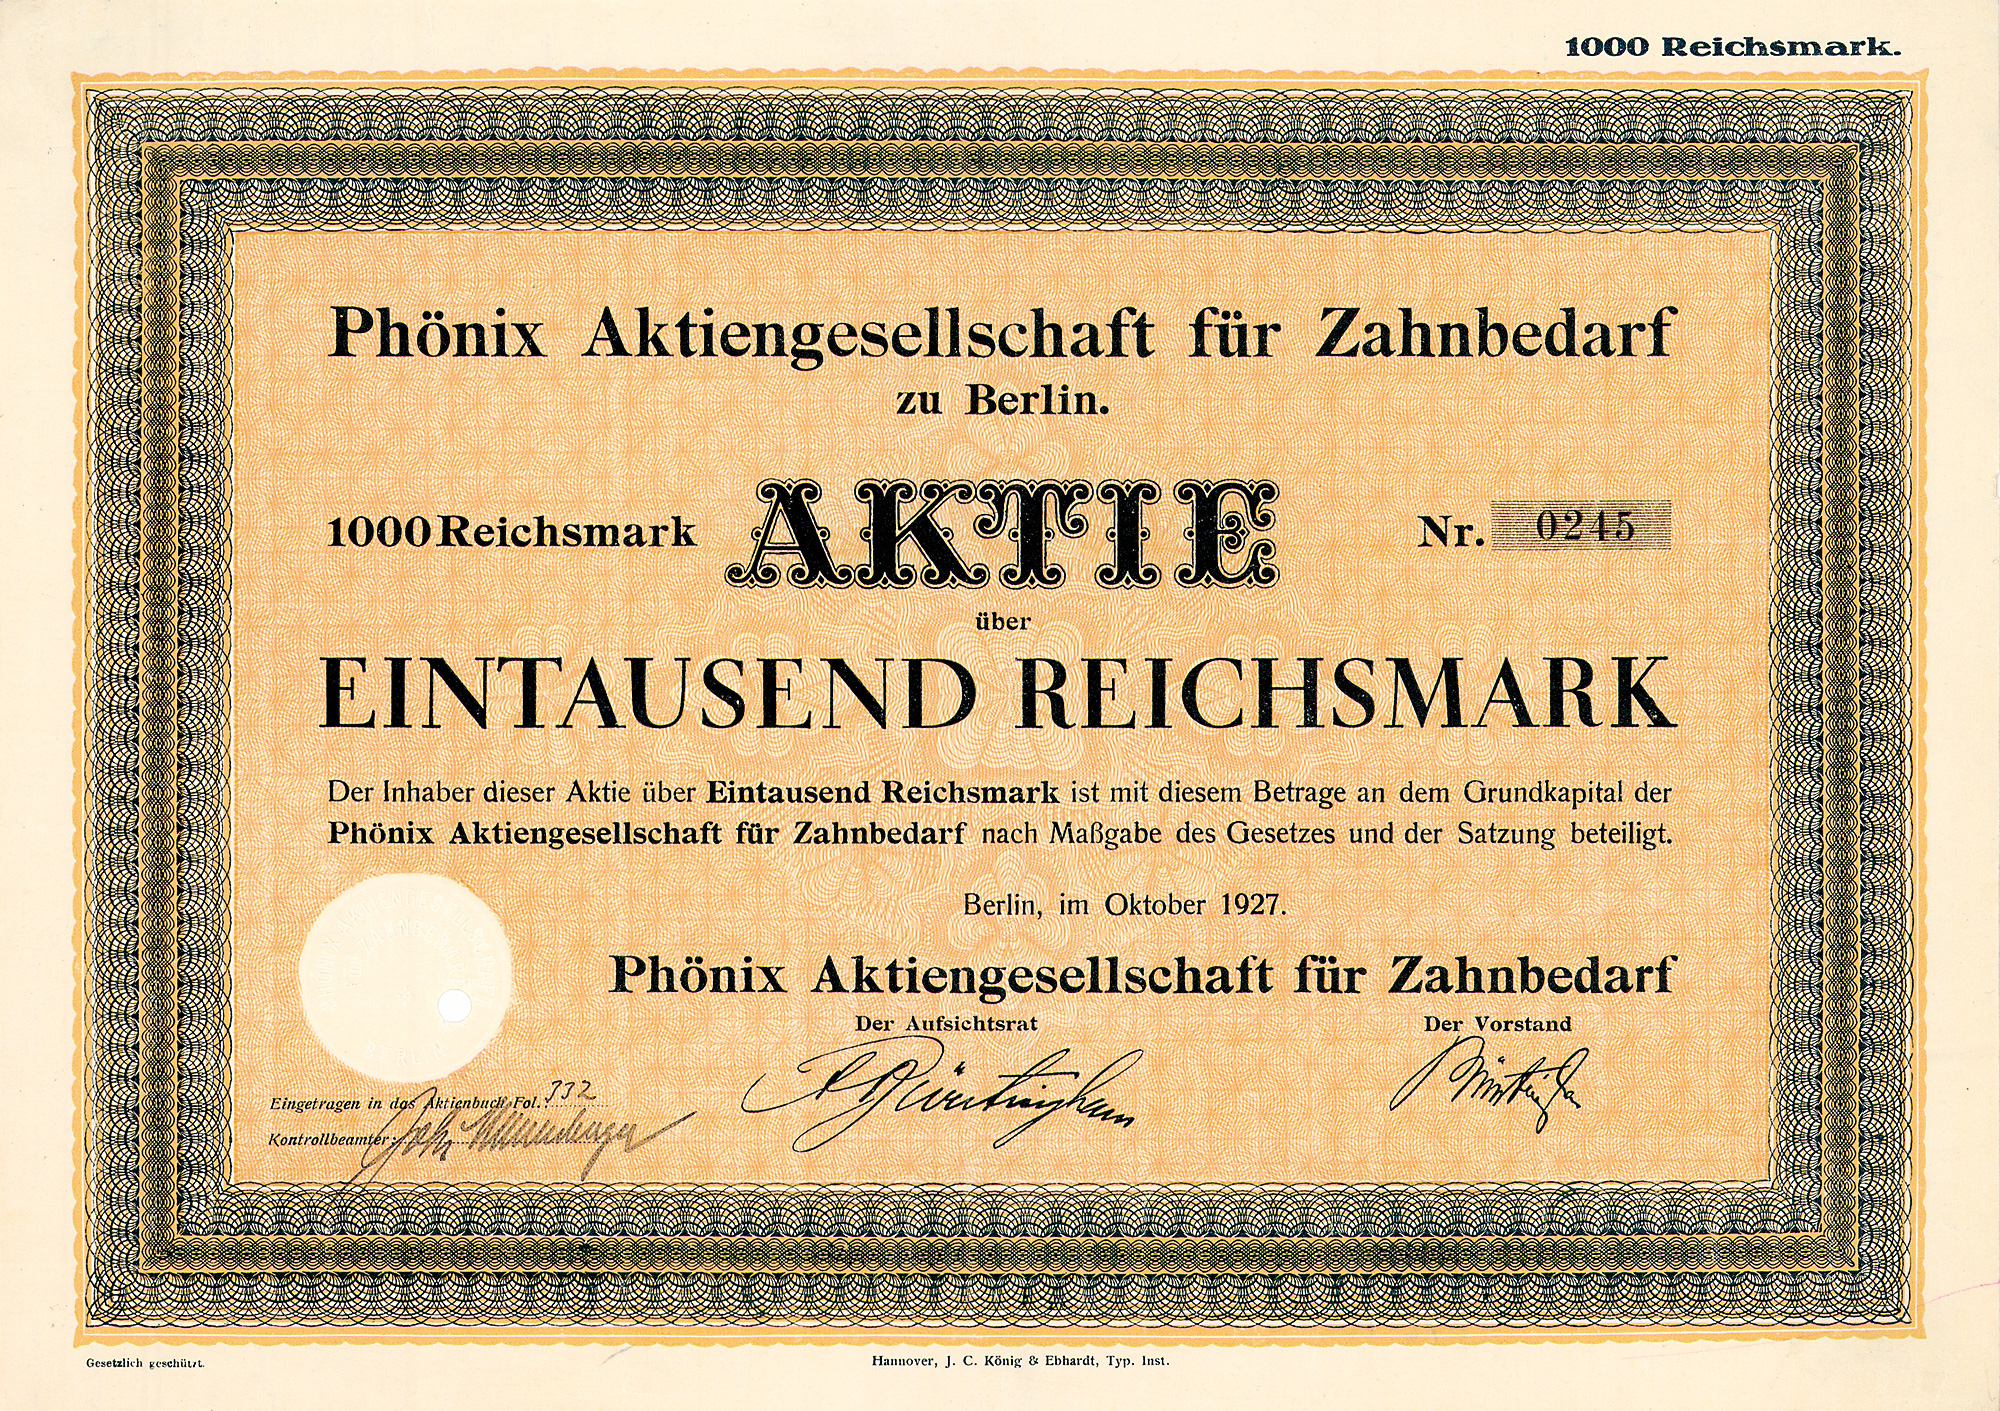 1000 Reichsmark.
Phönix Aktiengesellschaft für Zahnbedarf
zu Berlin.
1000 Reichsmark AKTIE Nr. 0245
über
EINTAUSEND REICHSMARK
Der Inhaber dieser Aktie über Eintausend Reichsmark ist mit diesem Betrage an dem Grundkapital der
Phönix Aktiengesellschaft für Zahnbedarf nach Maßgabe des Gesetzes und der Satzung beteiligt.
Berlin, im Oktober 1927.
Phönix Aktiengesellschaft für Zahnbedarf
Der Aufsichtsrat Der Vorstand
Eingetragen in das Aktienbuch Fol.: 332
Kontrollbeamter:
Gesetzlich geschützt.
Hannover, J. C. König & Ebhardt, Typ. Inst.